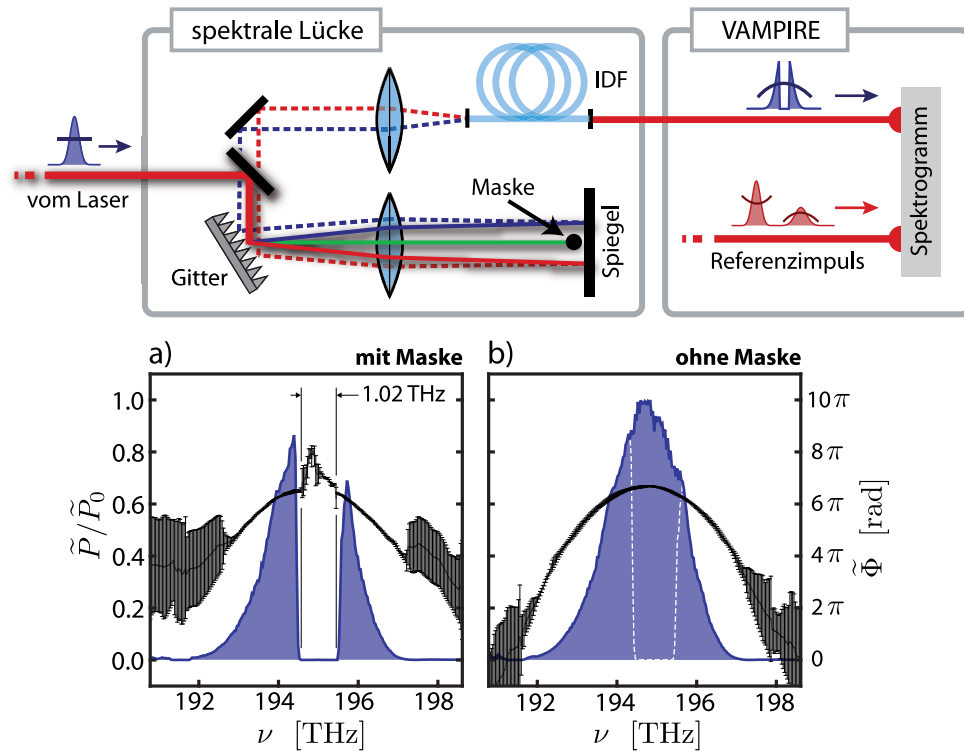 spektrale Lücke
VAMPIRE
IDF
vom Laser
Maske
Gitter
Spiegel
Referenzimpuls
Spektrogramm
a)
mit Maske
b)
ohne Maske
1.02 THz
1.0
0.8
0.6
0.4
0.2
0.0
P̃/P̃₀
192
194
196
198
ν [THz]
192
194
196
198
ν [THz]
10π
8π
6π
4π
2π
0
Φ̃ [rad]